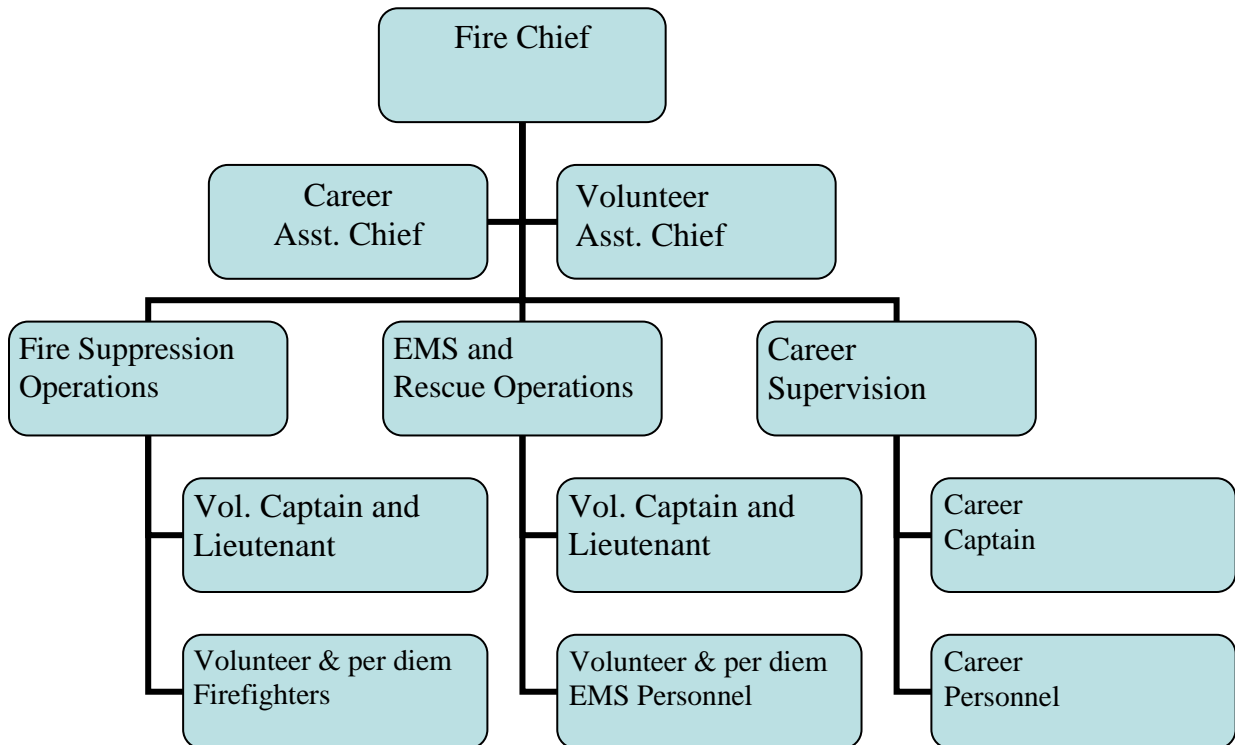 Fire Chief
Career
Asst. Chief
Volunteer
Asst. Chief
Fire Suppression
Operations
EMS and
Rescue Operations
Career
Supervision
Vol. Captain and
Lieutenant
Vol. Captain and
Lieutenant
Career
Captain
Volunteer & per diem
Firefighters
Volunteer & per diem
EMS Personnel
Career
Personnel